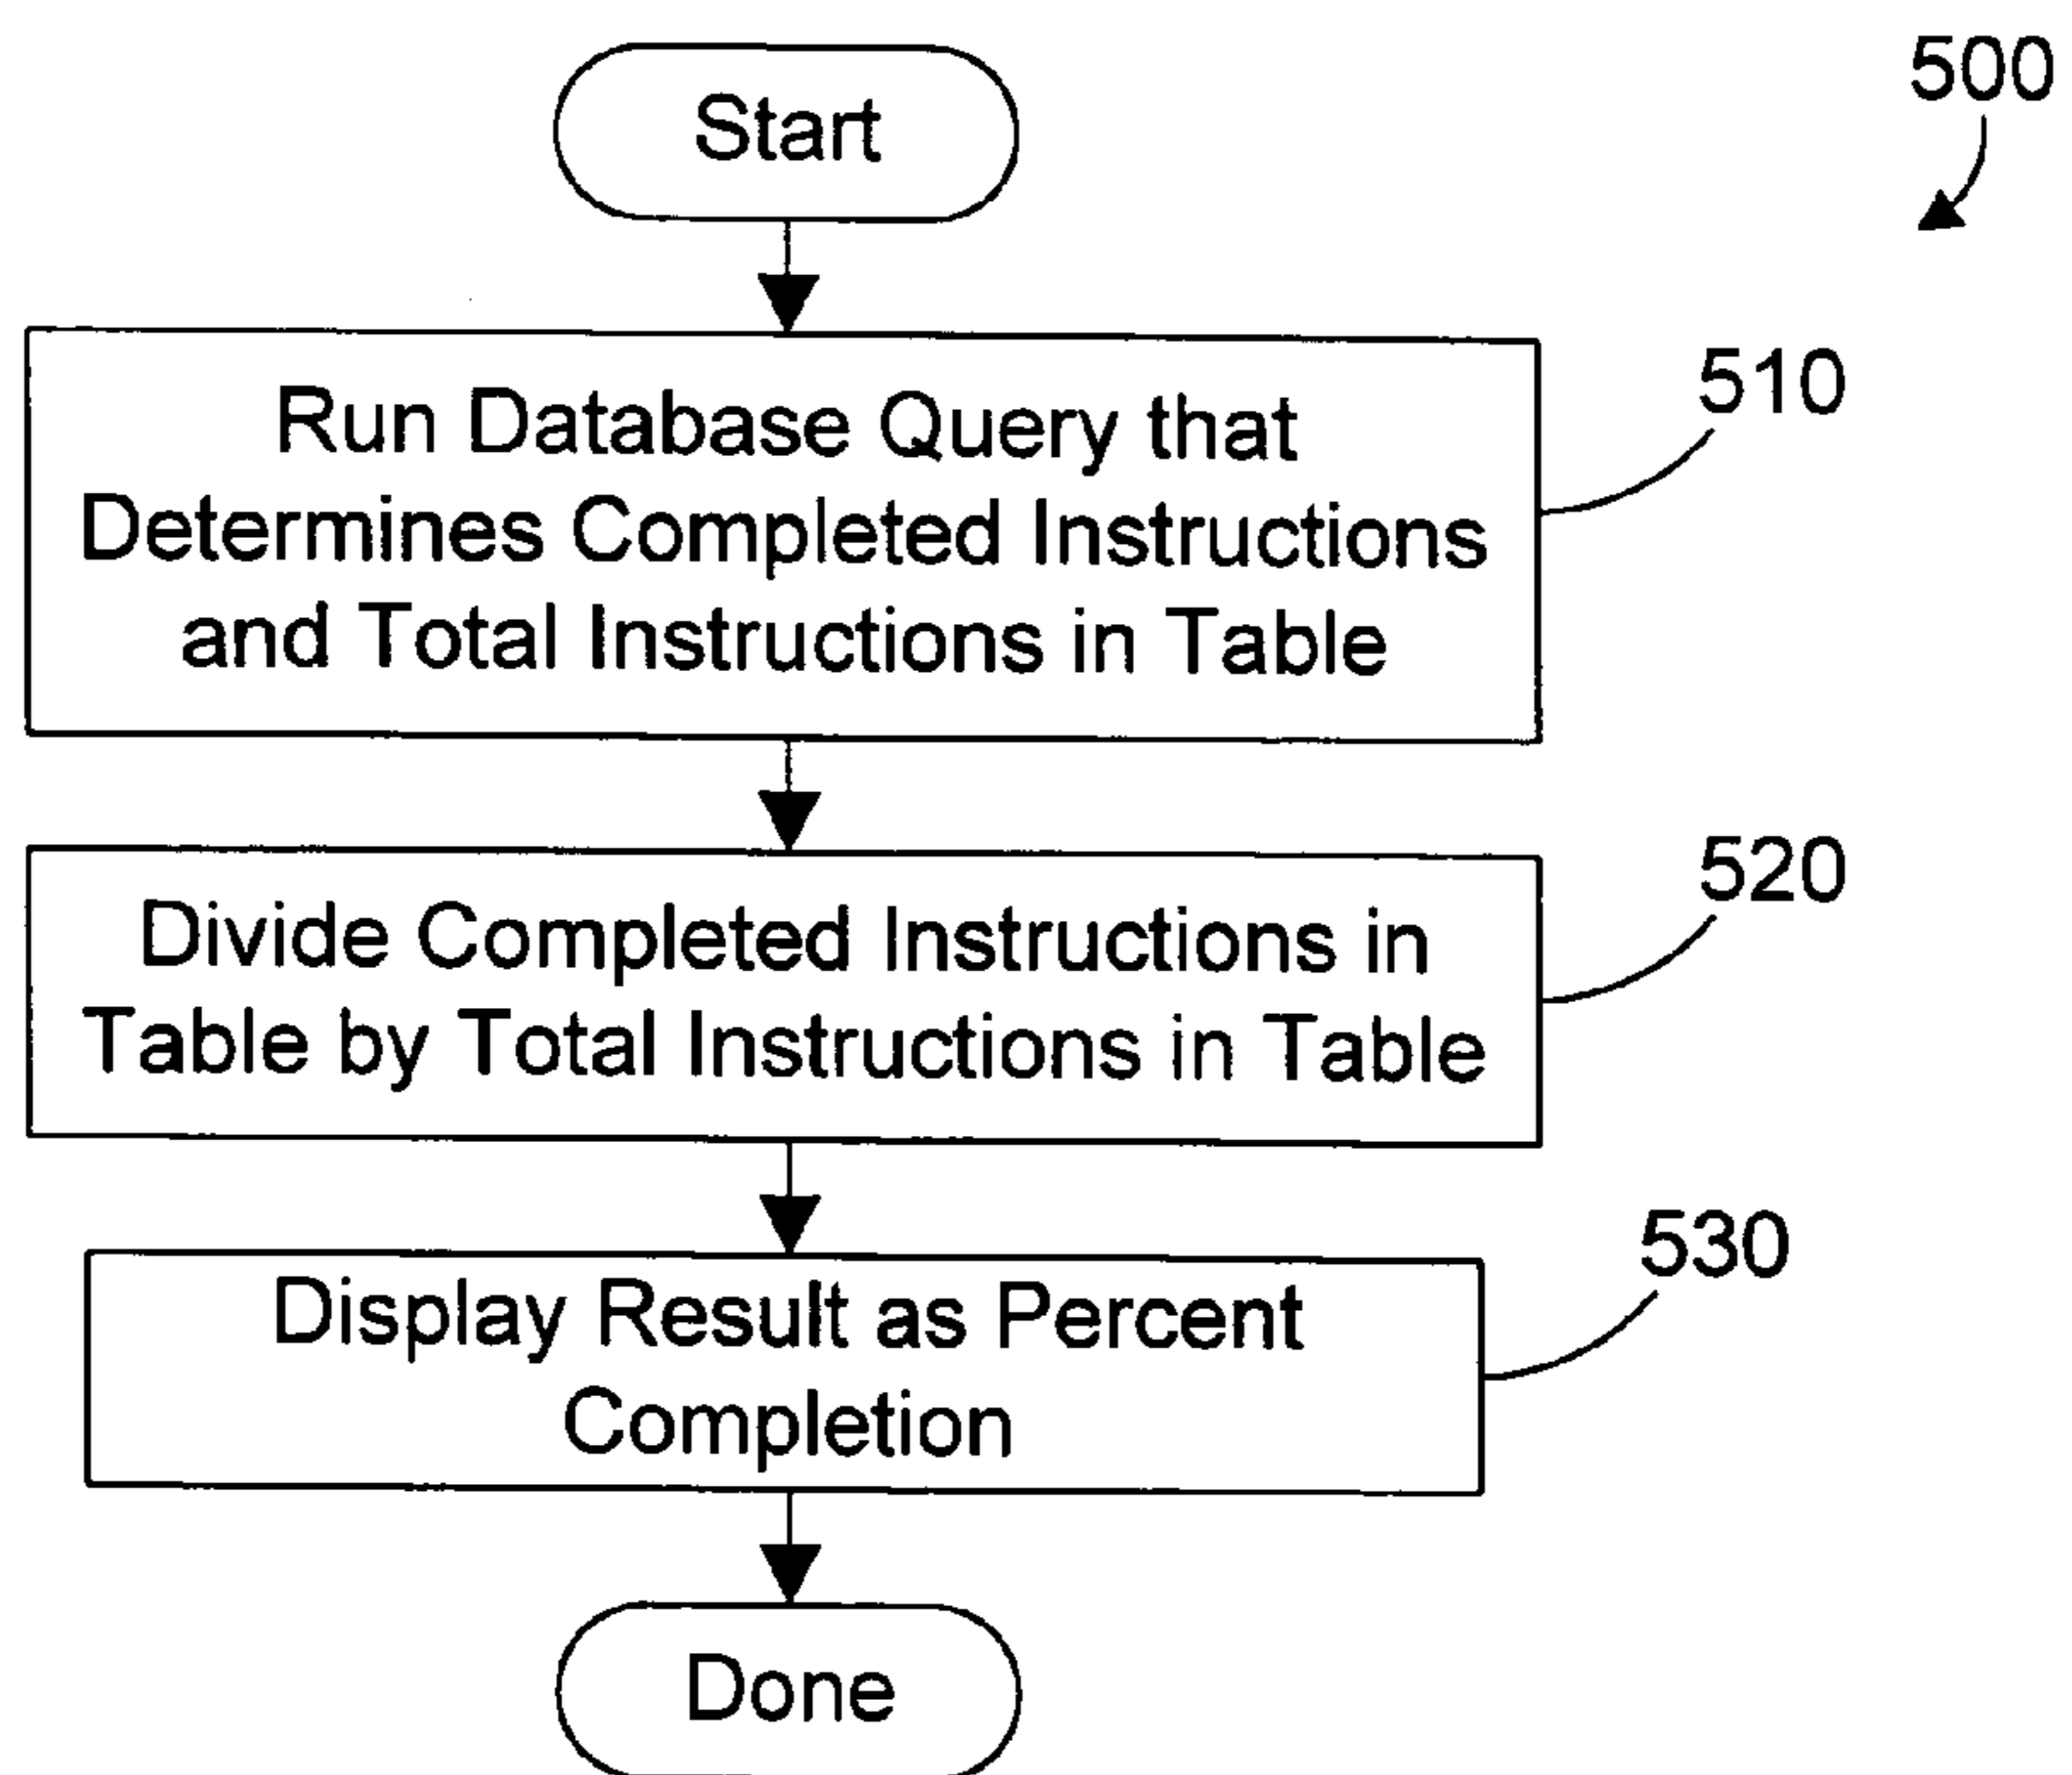 Start
500
Run Database Query that
Determines Completed Instructions
and Total Instructions in Table
510
Divide Completed Instructions in
Table by Total Instructions in Table
520
Display Result as Percent
Completion
530
Done